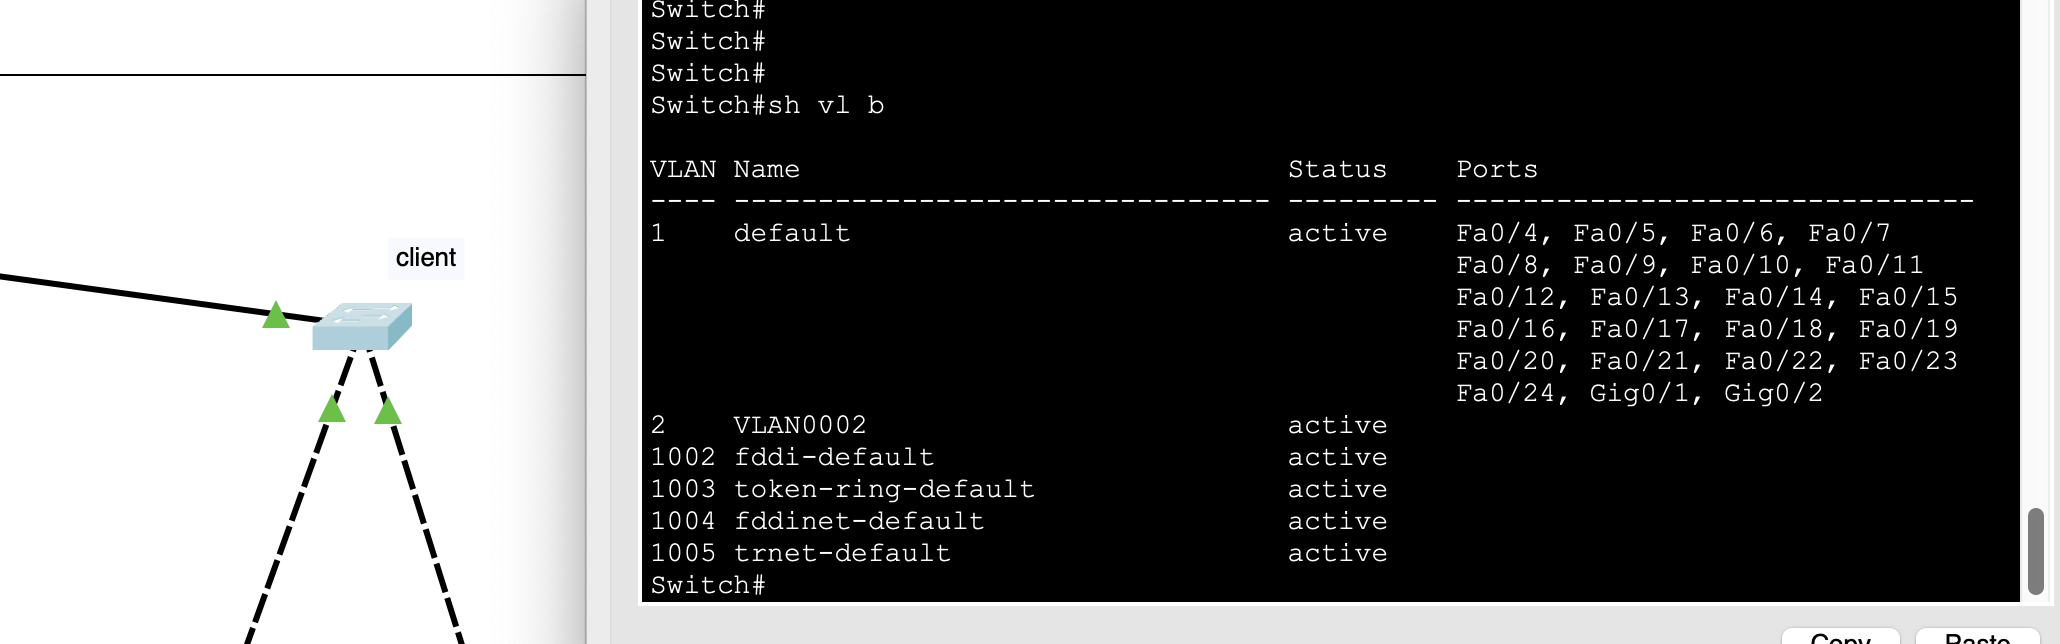 client
Switch#
Switch#
Switch#
Switch#sh vl b
VLAN Name Status Ports
---- -------------------------------- --------- -------------------------------
1 default active Fa0/4, Fa0/5, Fa0/6, Fa0/7
Fa0/8, Fa0/9, Fa0/10, Fa0/11
Fa0/12, Fa0/13, Fa0/14, Fa0/15
Fa0/16, Fa0/17, Fa0/18, Fa0/19
Fa0/20, Fa0/21, Fa0/22, Fa0/23
Fa0/24, Gig0/1, Gig0/2
2 VLAN0002 active
1002 fddi-default active
1003 token-ring-default active
1004 fddinet-default active
1005 trnet-default active
Switch#
Copy Paste